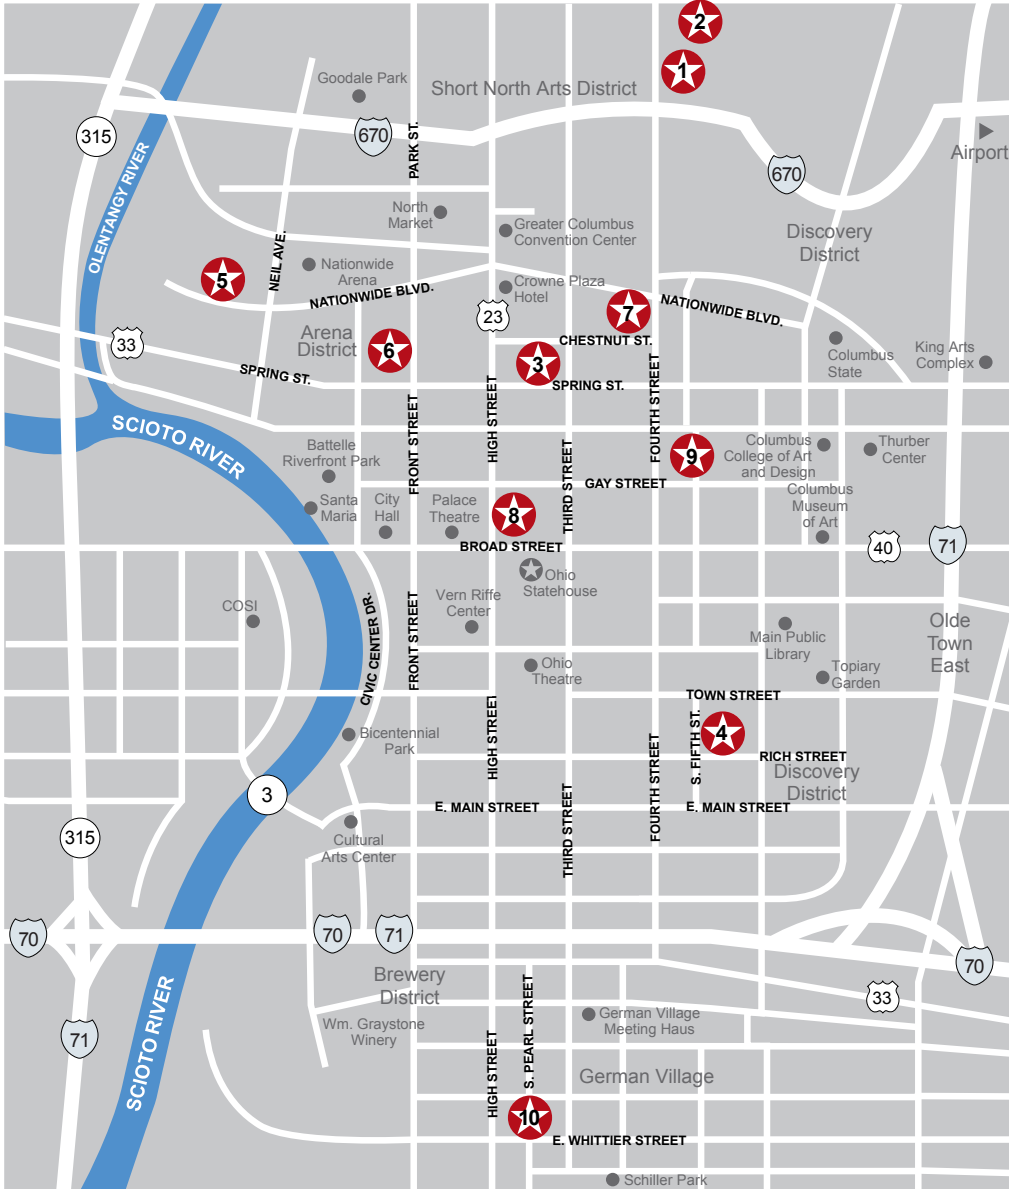 2
1
Goodale Park
Short North Arts District
315
670
PARK ST.
Airport
670
OLENTANGY RIVER
North
Market
Greater Columbus
Convention Center
Discovery
District
NEIL AVE.
5
Nationwide
Arena
Crowne Plaza
Hotel
NATIONWIDE BLVD.
NATIONWIDE BLVD.
7
23
33
Arena
District
6
CHESTNUT ST.
3
Columbus
State
King Arts
Complex
SPRING ST.
SPRING ST.
FRONT STREET
HIGH STREET
THIRD STREET
FOURTH STREET
SCIOTO RIVER
Battelle
Riverfront Park
9
Columbus
College of Art
and Design
Thurber
Center
GAY STREET
Columbus
Museum
of Art
Santa
Maria
City
Hall
Palace
Theatre
8
BROAD STREET
40
71
Ohio
Statehouse
Vern Riffe
Center
COSI
CIVIC CENTER DR.
FRONT STREET
Main Public
Library
Olde
Town
East
Ohio
Theatre
Topiary
Garden
TOWN STREET
S. FIFTH ST.
4
Bicentennial
Park
HIGH STREET
FOURTH STREET
RICH STREET
Discovery
District
3
E. MAIN STREET
E. MAIN STREET
315
Cultural
Arts Center
THIRD STREET
70
70
71
70
Brewery
District
33
SCIOTO RIVER
S. PEARL STREET
German Village
Meeting Haus
Wm. Graystone
Winery
71
HIGH STREET
German Village
10
E. WHITTIER STREET
Schiller Park